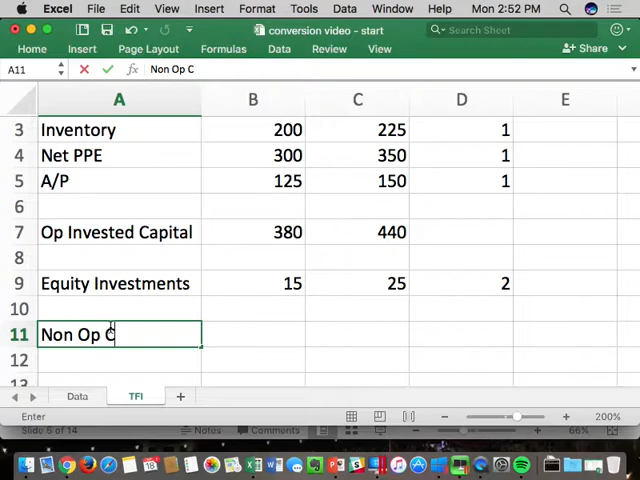 Excel File Edit View Insert Format Tools Data Window Help Mon 2:52 PM
conversion video - start
Search Sheet
Home Insert Page Layout Formulas Data Review View Share
A11 fx Non Op C
A B C D E
3 Inventory 200 225 1
4 Net PPE 300 350 1
5 A/P 125 150 1
6
7 Op Invested Capital 380 440
8
9 Equity Investments 15 25 2
10
11 Non Op C
12
13
Data TFI +
Enter 200%
Slide 5 of 14 Notes Comments 66%